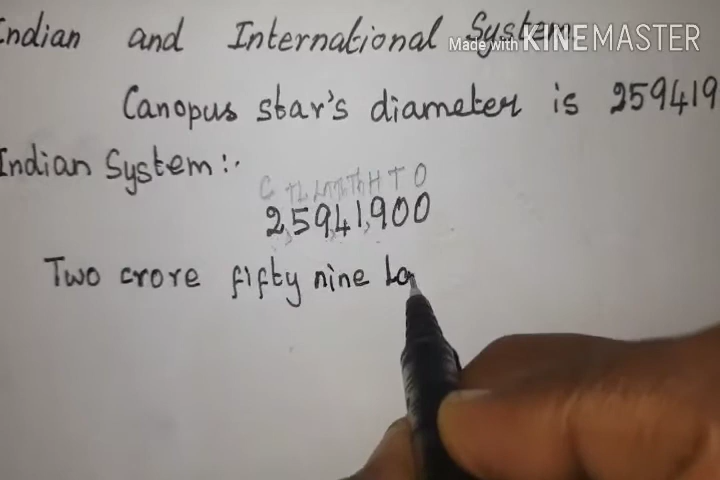 Indian and International System
Made with KINEMASTER
Canopus star's diameter is 259419
Indian System:-
C TL L TTh Th H T O
2,59,41,900
Two crore fifty nine La